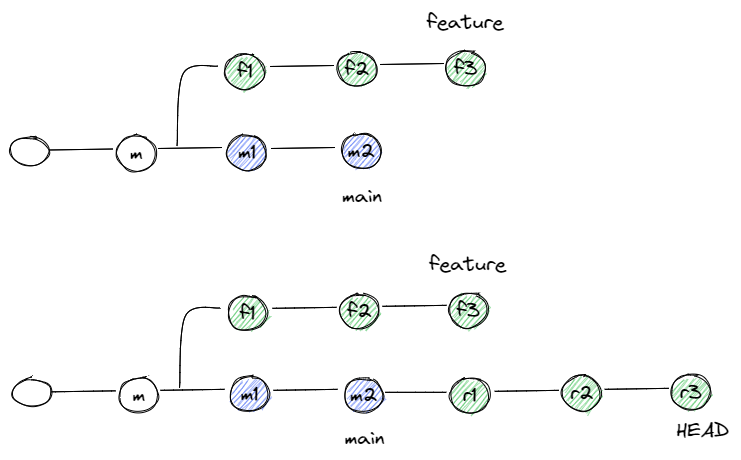 feature
f1 f2 f3
m m1 m2
main
feature
f1 f2 f3
m m1 m2 r1 r2 r3
main HEAD